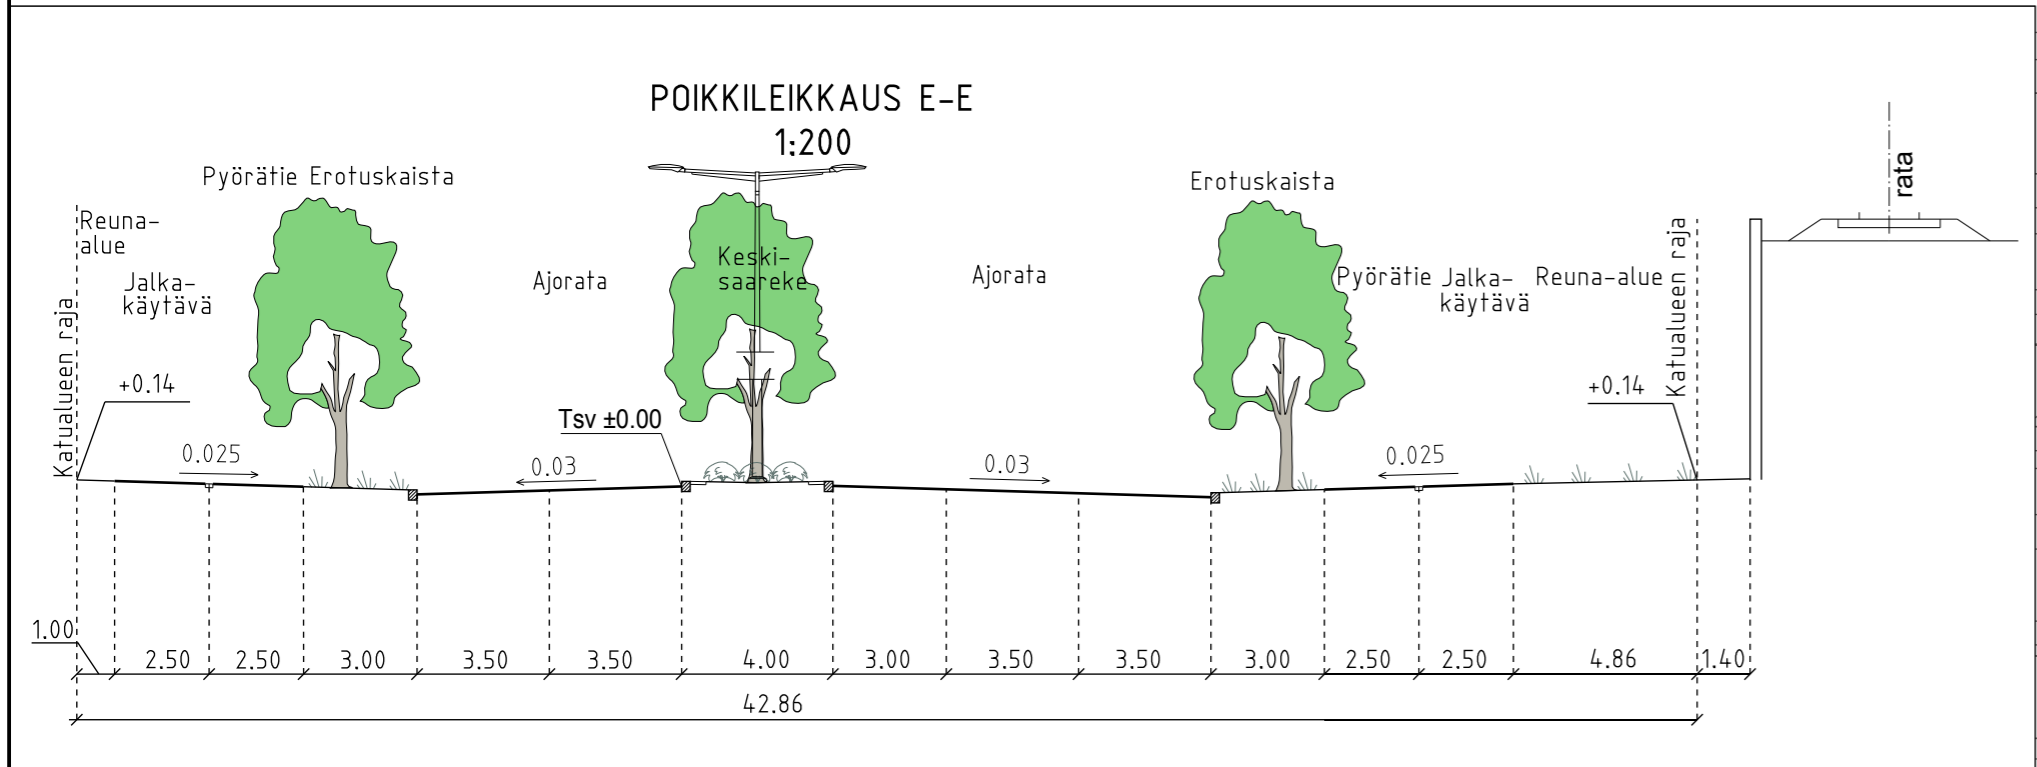 POIKKILEIKKAUS E-E
1:200
Pyörätie Erotuskaista
Erotuskaista
rata
Reuna-
alue
Katualueen raja
Jalka-
käytävä
Ajorata
Keski-
saareke
Ajorata
Pyörätie
Jalka-
käytävä
Reuna-alue
Katualueen raja
+0.14
+0.14
Tsv ±0.00
0.025
0.03
0.03
0.025
1.00
2.50
2.50
3.00
3.50
3.50
4.00
3.00
3.50
3.50
3.00
2.50
2.50
4.86
1.40
42.86